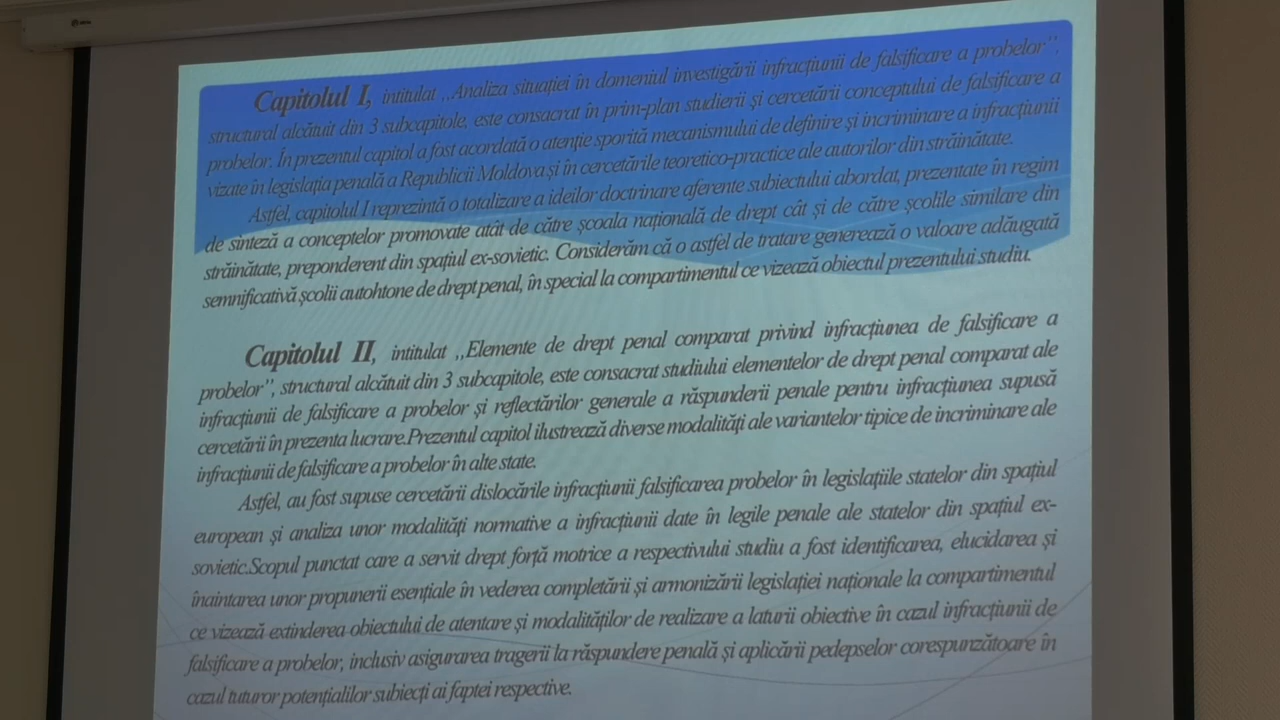 Capitolul I, intitulat ,,Analiza situației în domeniul investigării infracțiunii de falsificare a probelor”,
structural alcătuit din 3 subcapitole, este consacrat în prim-plan studierii și cercetării conceptului de falsificare a
probelor. În prezentul capitol a fost acordată o atenție sporită mecanismului de definire și incriminare a infracțiunii
vizate în legislația penală a Republicii Moldova și în cercetările teoretico-practice ale autorilor din străinătate.
Astfel, capitolul I reprezintă o totalizare a ideilor doctrinare aferente subiectului abordat, prezentate în regim
de sinteză a conceptelor promovate atât de către școala națională de drept cât și de către școlile similare din
străinătate, preponderent din spațiul ex-sovietic. Considerăm că o astfel de tratare generează o valoare adăugată
semnificativă școlii autohtone de drept penal, în special la compartimentul ce vizează obiectul prezentului studiu.
Capitolul II, intitulat ,,Elemente de drept penal comparat privind infracțiunea de falsificare a
probelor”, structural alcătuit din 3 subcapitole, este consacrat studiului elementelor de drept penal comparat ale
infracțiunii de falsificare a probelor și reflectărilor generale a răspunderii penale pentru infracțiunea supusă
cercetării în prezenta lucrare.Prezentul capitol ilustrează diverse modalități ale variantelor tipice de incriminare ale
infracțiunii de falsificare a probelor în alte state.
Astfel, au fost supuse cercetării dislocările infracțiunii falsificarea probelor în legislațiile statelor din spațiul
european și analiza unor modalități normative a infracțiunii date în legile penale ale statelor din spațiul ex-
sovietic.Scopul punctat care a servit drept forță motrice a respectivului studiu a fost identificarea, elucidarea și
înaintarea unor propunerii esențiale în vederea completării și armonizării legislației naționale la compartimentul
ce vizează extinderea obiectului de atentare și modalităților de realizare a laturii obiective în cazul infracțiunii de
falsificare a probelor, inclusiv asigurarea tragerii la răspundere penală și aplicării pedepselor corespunzătoare în
cazul tuturor potențialilor subiecți ai faptei respective.